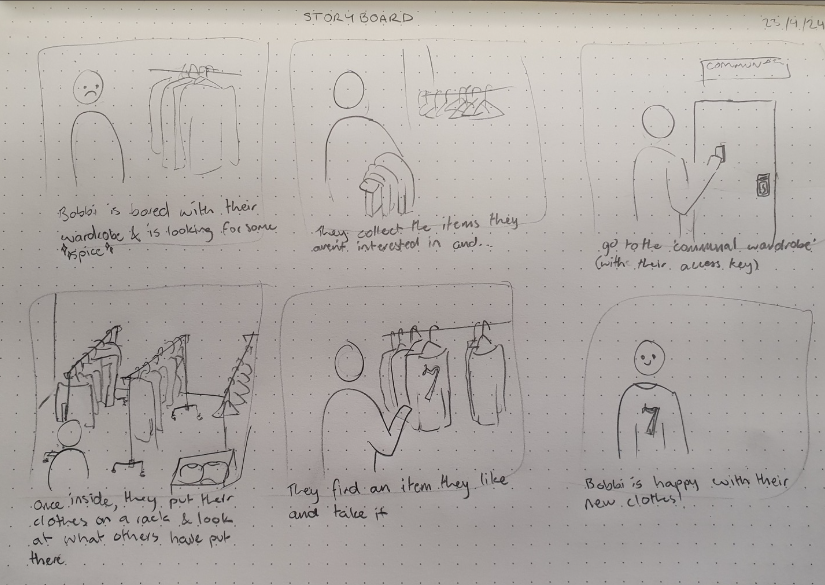 STORYBOARD
23/4/24
Bobbi is bored with their
wardrobe & is looking for some
"spice"
They collect the items they
arent interested in and...
COMMUNAL
go to the 'communal wardrobe'
(with their access key)
Once inside, they put their
clothes on a rack & look
at what others have put
there.
7
They find an item they like
and take it
7
Bobbi is happy with their
new clothes!